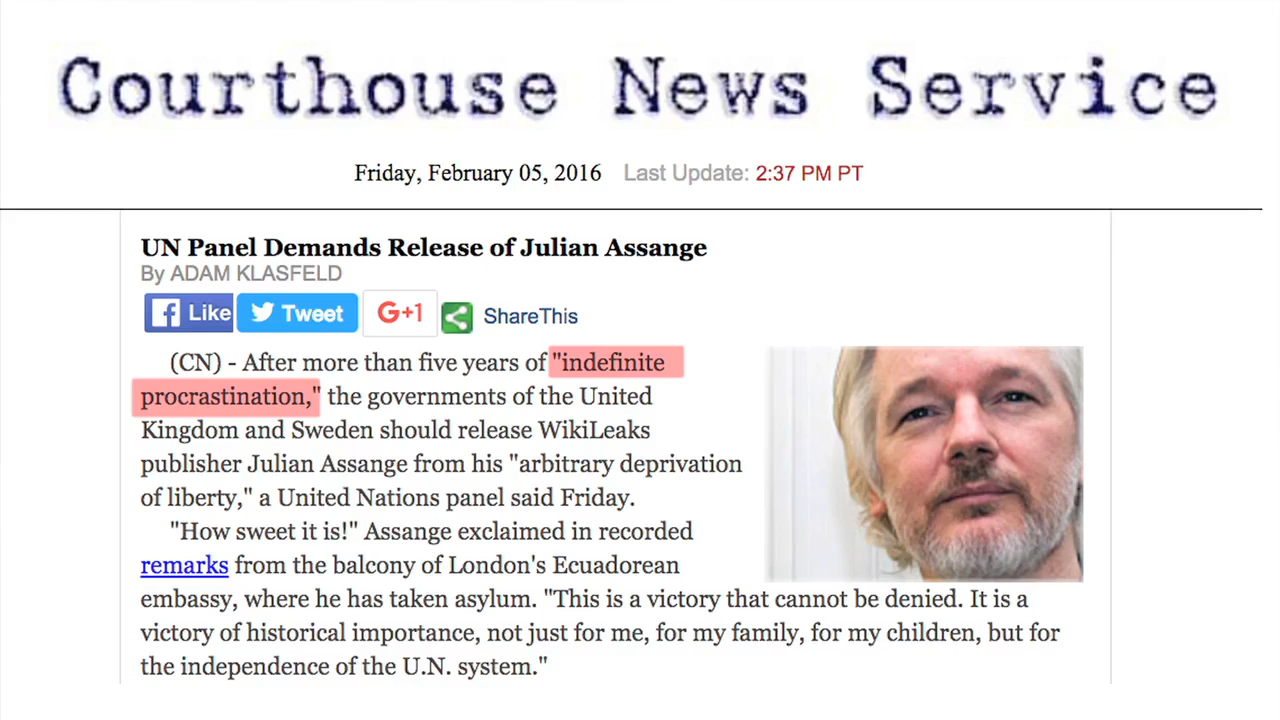 Courthouse News Service
Friday, February 05, 2016 Last Update: 2:37 PM PT
UN Panel Demands Release of Julian Assange
By ADAM KLASFELD
Like Tweet G+1 ShareThis
(CN) - After more than five years of "indefinite
procrastination," the governments of the United
Kingdom and Sweden should release WikiLeaks
publisher Julian Assange from his "arbitrary deprivation
of liberty," a United Nations panel said Friday.
"How sweet it is!" Assange exclaimed in recorded
remarks from the balcony of London's Ecuadorean
embassy, where he has taken asylum. "This is a victory that cannot be denied. It is a
victory of historical importance, not just for me, for my family, for my children, but for
the independence of the U.N. system."